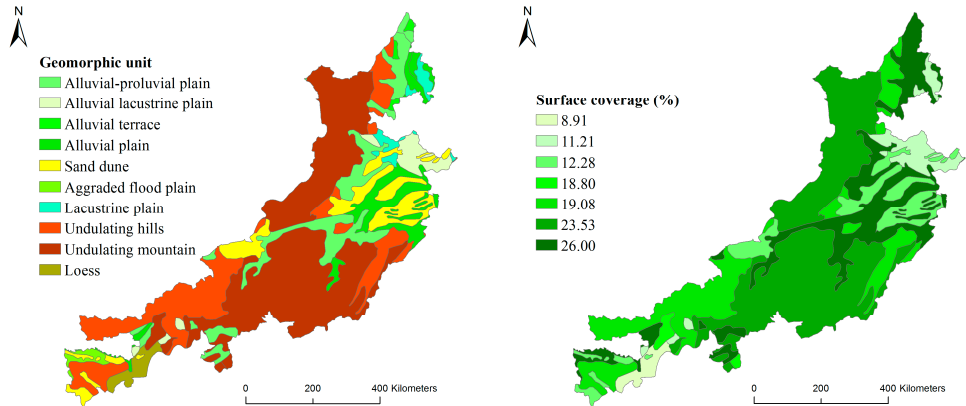 N
Geomorphic unit
Alluvial-proluvial plain
Alluvial lacustrine plain
Alluvial terrace
Alluvial plain
Sand dune
Aggraded flood plain
Lacustrine plain
Undulating hills
Undulating mountain
Loess
0 200 400 Kilometers
N
Surface coverage (%)
8.91
11.21
12.28
18.80
19.08
23.53
26.00
0 200 400 Kilometers